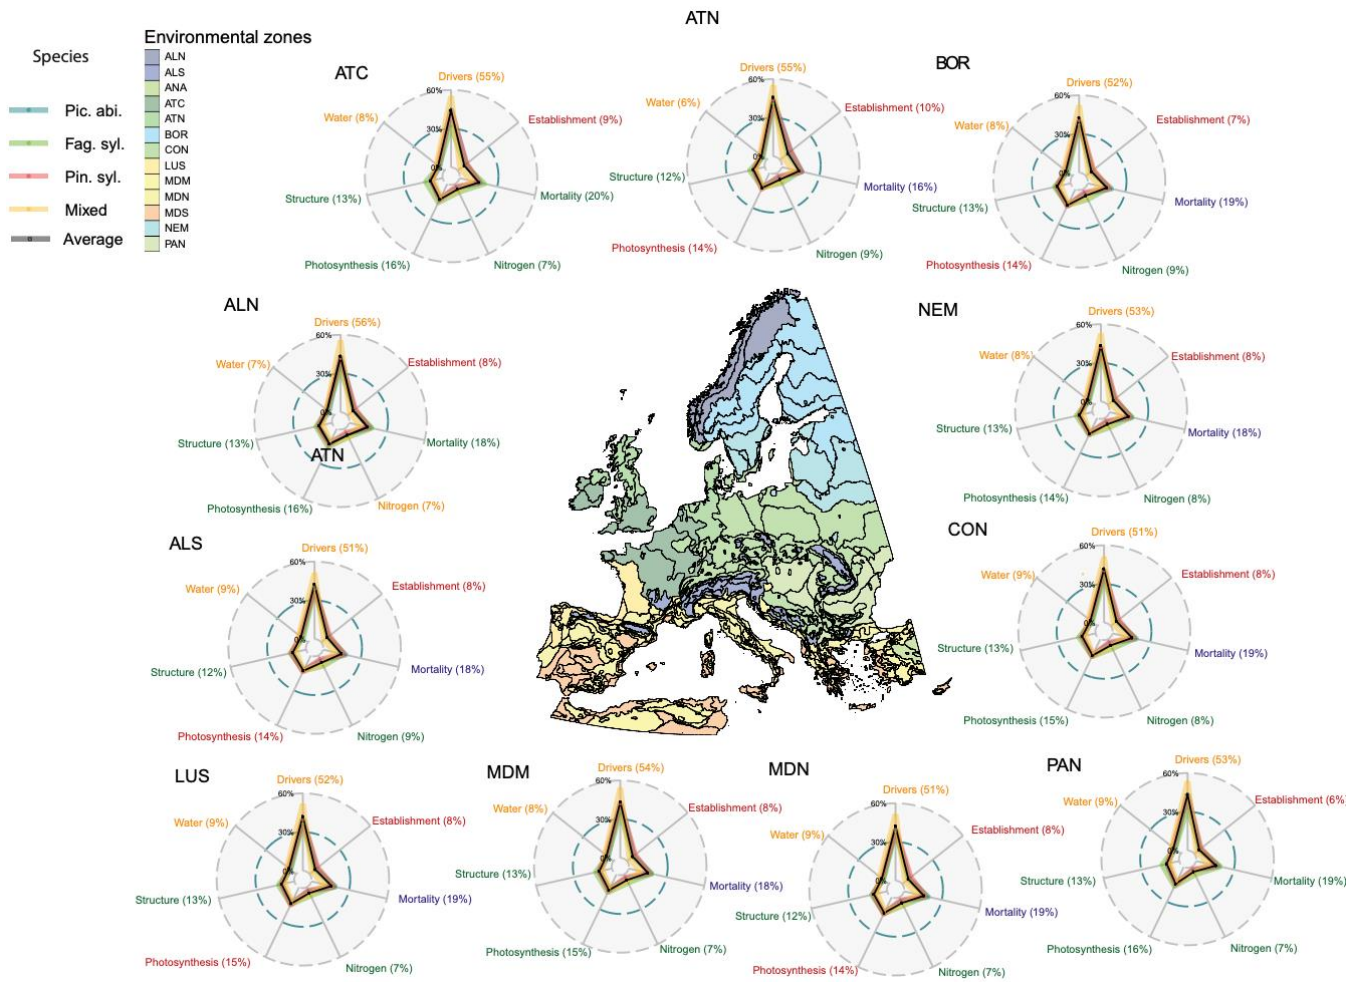 ATN
Environmental zones
Species
Pic. abi.
Fag. syl.
Pin. syl.
Mixed
Average
ALN
ALS
ANA
ATC
ATN
BOR
CON
LUS
MDM
MDN
MDS
NEM
PAN
ATC
Drivers (55%)
60%
Water (8%)
Establishment (9%)
30%
0%
Structure (13%)
Mortality (20%)
Photosynthesis (16%)
Nitrogen (7%)
Drivers (55%)
60%
Water (6%)
Establishment (10%)
30%
0%
Structure (12%)
Mortality (16%)
Photosynthesis (14%)
Nitrogen (9%)
BOR
Drivers (52%)
60%
Water (8%)
Establishment (7%)
30%
0%
Structure (13%)
Mortality (19%)
Photosynthesis (14%)
Nitrogen (9%)
ALN
Drivers (56%)
60%
Water (7%)
Establishment (8%)
30%
0%
Structure (13%)
Mortality (18%)
ATN
Photosynthesis (16%)
Nitrogen (7%)
NEM
Drivers (53%)
60%
Water (8%)
Establishment (8%)
30%
0%
Structure (13%)
Mortality (18%)
Photosynthesis (14%)
Nitrogen (8%)
ALS
Drivers (51%)
60%
Water (9%)
Establishment (8%)
30%
0%
Structure (12%)
Mortality (18%)
Photosynthesis (14%)
Nitrogen (9%)
CON
Drivers (51%)
60%
Water (9%)
Establishment (8%)
30%
0%
Structure (13%)
Mortality (19%)
Photosynthesis (15%)
Nitrogen (8%)
LUS
Drivers (52%)
60%
Water (9%)
Establishment (8%)
30%
0%
Structure (13%)
Mortality (19%)
Photosynthesis (15%)
Nitrogen (7%)
MDM
Drivers (54%)
60%
Water (8%)
Establishment (8%)
30%
0%
Structure (13%)
Mortality (18%)
Photosynthesis (15%)
Nitrogen (7%)
MDN
Drivers (51%)
60%
Water (9%)
Establishment (8%)
30%
0%
Structure (12%)
Mortality (19%)
Photosynthesis (14%)
Nitrogen (7%)
PAN
Drivers (53%)
60%
Water (9%)
Establishment (6%)
30%
0%
Structure (13%)
Mortality (19%)
Photosynthesis (16%)
Nitrogen (7%)